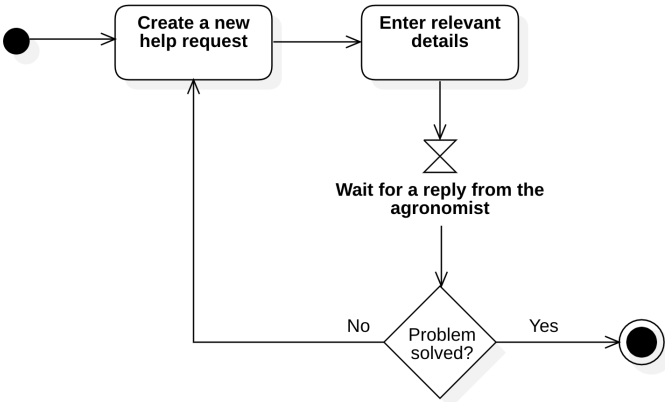 Create a new
help request
Enter relevant
details
Wait for a reply from the
agronomist
No
Problem
solved?
Yes